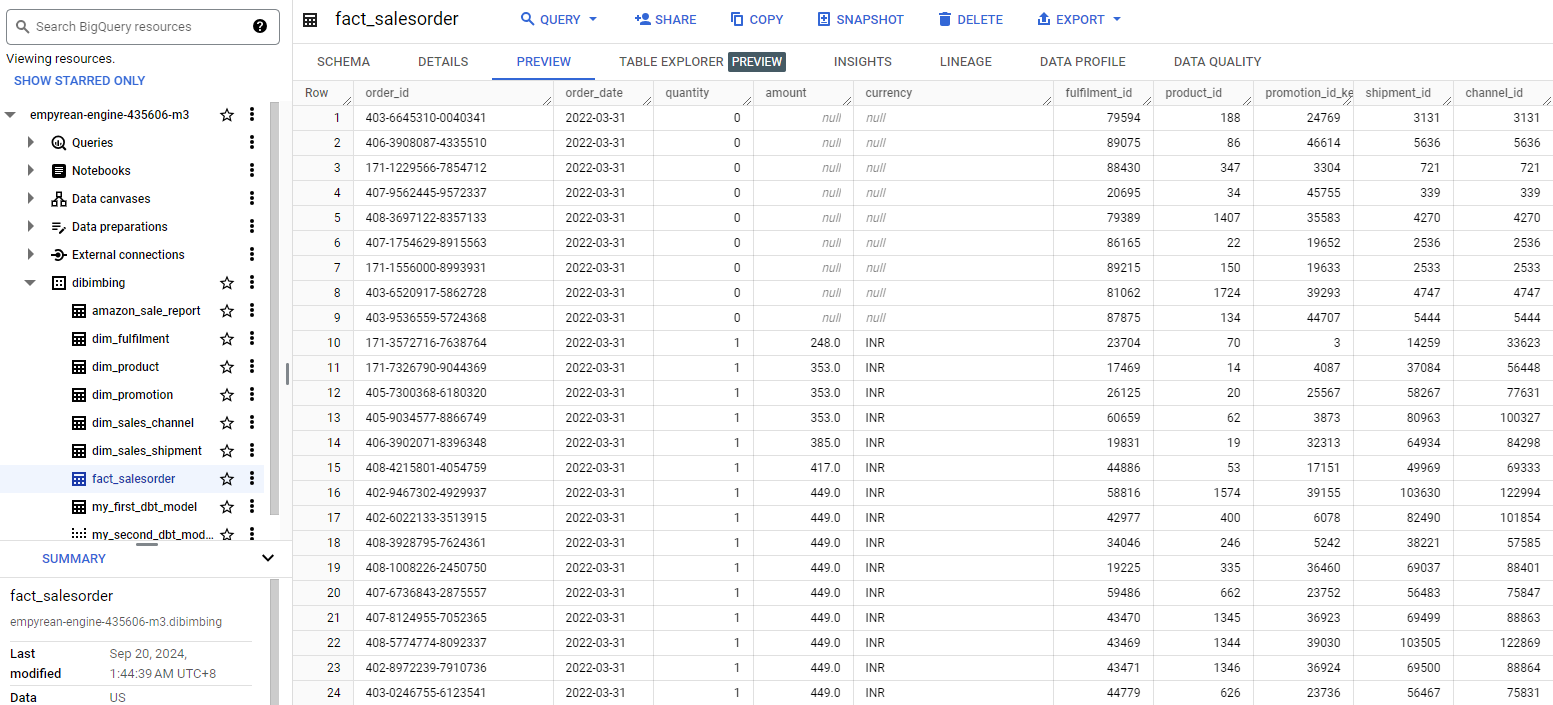 Search BigQuery resources
Viewing resources.
SHOW STARRED ONLY
empyrean-engine-435606-m3
Queries
Notebooks
Data canvases
Data preparations
External connections
dibimbing
amazon_sale_report
dim_fulfilment
dim_product
dim_promotion
dim_sales_channel
dim_sales_shipment
fact_salesorder
my_first_dbt_model
my_second_dbt_mod...
SUMMARY
fact_salesorder
empyrean-engine-435606-m3.dibimbing
Last modified Sep 20, 2024, 1:44:39 AM UTC+8
Data US
fact_salesorder QUERY SHARE COPY SNAPSHOT DELETE EXPORT
SCHEMA DETAILS PREVIEW TABLE EXPLORER PREVIEW INSIGHTS LINEAGE DATA PROFILE DATA QUALITY
Row order_id order_date quantity amount currency fulfilment_id product_id promotion_id_ke shipment_id channel_id
1 403-6645310-0040341 2022-03-31 0 null null 79594 188 24769 3131 3131
2 406-3908087-4335510 2022-03-31 0 null null 89075 86 46614 5636 5636
3 171-1229566-7854712 2022-03-31 0 null null 88430 347 3304 721 721
4 407-9562445-9572337 2022-03-31 0 null null 20695 34 45755 339 339
5 408-3697122-8357133 2022-03-31 0 null null 79389 1407 35583 4270 4270
6 407-1754629-8915563 2022-03-31 0 null null 86165 22 19652 2536 2536
7 171-1556000-8993931 2022-03-31 0 null null 89215 150 19633 2533 2533
8 403-6520917-5862728 2022-03-31 0 null null 81062 1724 39293 4747 4747
9 403-9536559-5724368 2022-03-31 0 null null 87875 134 44707 5444 5444
10 171-3572716-7638764 2022-03-31 1 248.0 INR 23704 70 3 14259 33623
11 171-7326790-9044369 2022-03-31 1 353.0 INR 17469 14 4087 37084 56448
12 405-7300368-6180320 2022-03-31 1 353.0 INR 26125 20 25567 58267 77631
13 405-9034577-8866749 2022-03-31 1 353.0 INR 60659 62 3873 80963 100327
14 406-3902071-8396348 2022-03-31 1 385.0 INR 19831 19 32313 64934 84298
15 408-4215801-4054759 2022-03-31 1 417.0 INR 44886 53 17151 49969 69333
16 402-9467302-4929937 2022-03-31 1 449.0 INR 58816 1574 39155 103630 122994
17 402-6022133-3513915 2022-03-31 1 449.0 INR 42977 400 6078 82490 101854
18 408-3928795-7624361 2022-03-31 1 449.0 INR 34046 246 5242 38221 57585
19 408-1008226-2450750 2022-03-31 1 449.0 INR 19225 335 36460 69037 88401
20 407-6736843-2875557 2022-03-31 1 449.0 INR 59486 662 23752 56483 75847
21 407-8124955-7052365 2022-03-31 1 449.0 INR 43470 1345 36923 69499 88863
22 408-5774774-8092337 2022-03-31 1 449.0 INR 43469 1344 39030 103505 122869
23 402-8972239-7910736 2022-03-31 1 449.0 INR 43471 1346 36924 69500 88864
24 403-0246755-6123541 2022-03-31 1 449.0 INR 44779 626 23736 56467 75831